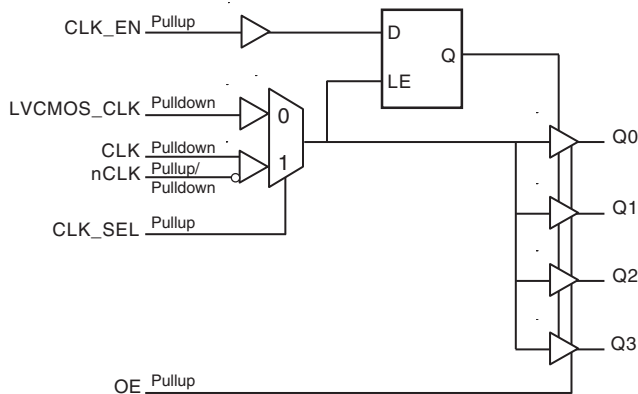 CLK_EN Pullup
D
Q
LE
LVCMOS_CLK Pulldown
0
Q0
CLK Pulldown
nCLK Pullup/
Pulldown
1
Q1
CLK_SEL Pullup
Q2
Q3
OE Pullup